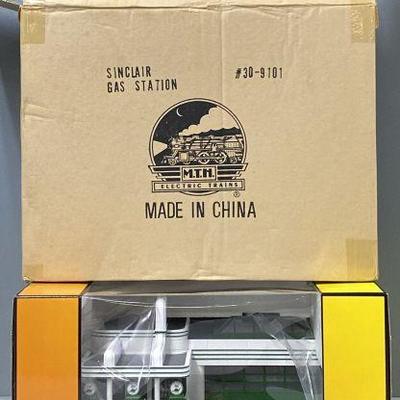 SINCLAIR #30-9101
GAS STATION
M.T.H.
ELECTRIC TRAINS
®
MADE IN CHINA